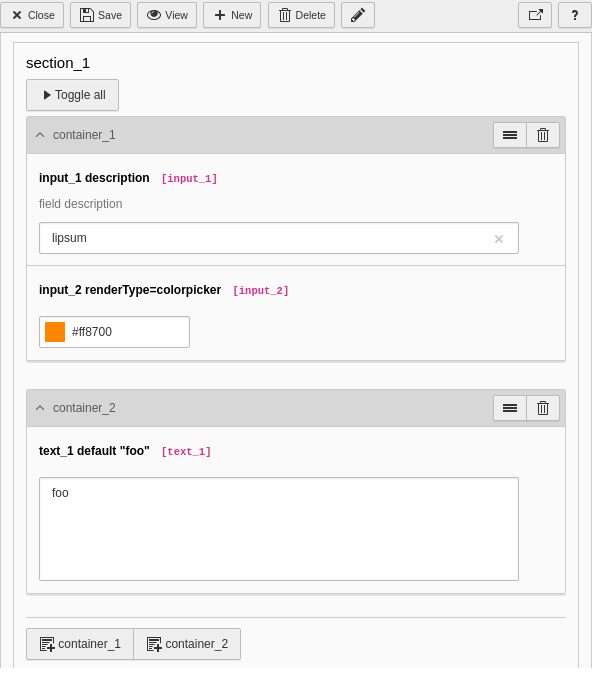 Close Save View New Delete ?
section_1
Toggle all
container_1
input_1 description [input_1]
field description
lipsum
input_2 renderType=colorpicker [input_2]
#ff8700
container_2
text_1 default "foo" [text_1]
foo
container_1 container_2